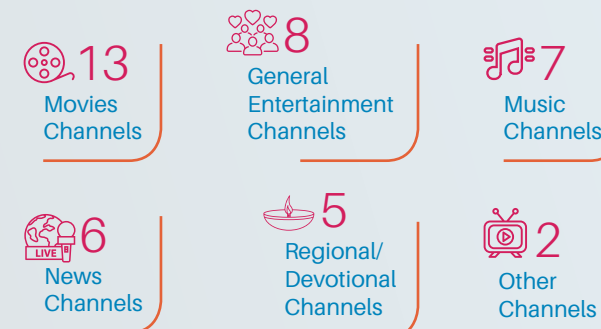 13
Movies
Channels
8
General
Entertainment
Channels
7
Music
Channels
LIVE B
6
News
Channels
5
Regional/
Devotional
Channels
2
Other
Channels